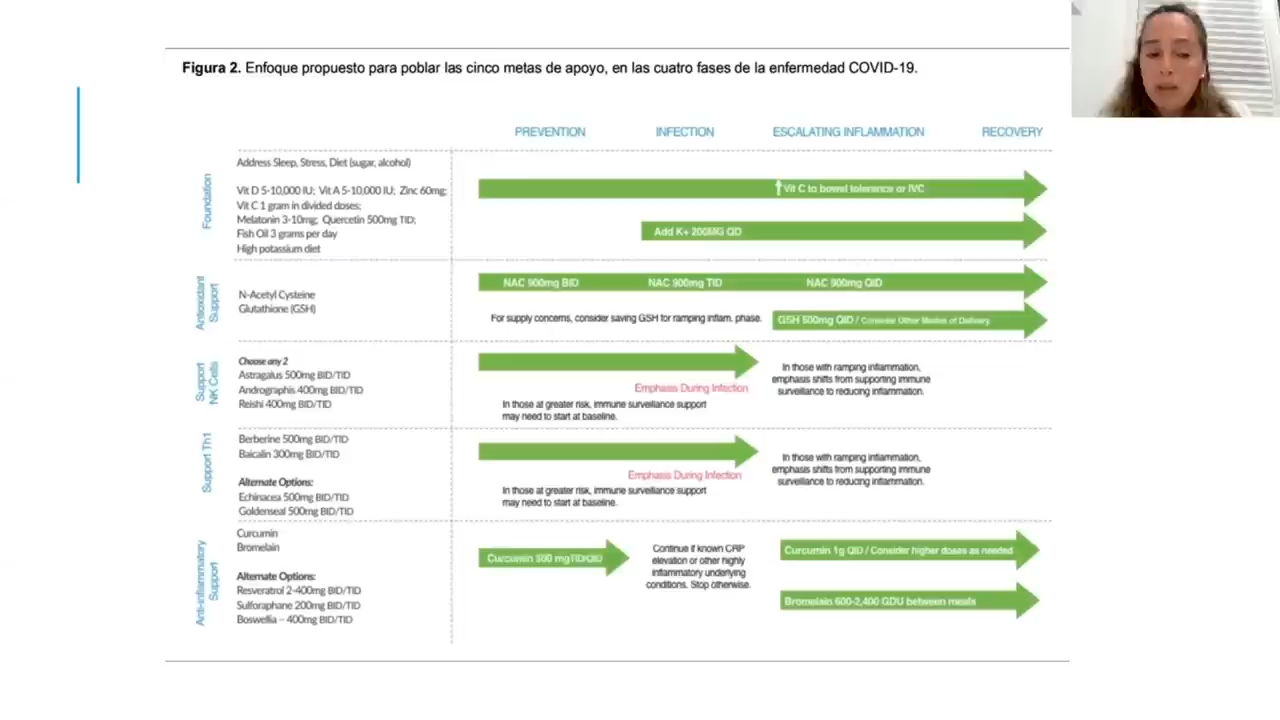 Figura 2. Enfoque propuesto para poblar las cinco metas de apoyo, en las cuatro fases de la enfermedad COVID-19.
PREVENTION
INFECTION
ESCALATING INFLAMMATION
RECOVERY
Foundation
Address Sleep, Stress, Diet (sugar, alcohol)
Vit D 5-10,000 IU; Vit A 5-10,000 IU; Zinc 60mg;
Vit C 1 gram in divided doses;
Melatonin 3-10mg; Quercetin 500mg TID;
Fish Oil 3 grams per day
High potassium diet
Vit C to bowel tolerance or IVC
Add K+ 200MG QD
Antioxidant
Support
N-Acetyl Cysteine
Glutathione (GSH)
NAC 900mg BID
NAC 900mg TID
NAC 900mg QID
For supply concerns, consider saving GSH for ramping inflam. phase.
GSH 500mg QID / Consider Other Modes of Delivery
Support
NK Cells
Choose any 2
Astragalus 500mg BID/TID
Andrographis 400mg BID/TID
Reishi 400mg BID/TID
Emphasis During Infection
In those at greater risk, immune surveillance support
may need to start at baseline.
In those with ramping inflammation,
emphasis shifts from supporting immune
surveillance to reducing inflammation.
Support Th1
Berberine 500mg BID/TID
Baicalin 300mg BID/TID
Alternate Options:
Echinacea 500mg BID/TID
Goldenseal 500mg BID/TID
Emphasis During Infection
In those at greater risk, immune surveillance support
may need to start at baseline.
In those with ramping inflammation,
emphasis shifts from supporting immune
surveillance to reducing inflammation.
Anti-inflammatory
Support
Curcumin
Bromelain
Alternate Options:
Resveratrol 2-400mg BID/TID
Sulforaphane 200mg BID/TID
Boswellia – 400mg BID/TID
Curcumin 500 mgTID/QID
Continue if known CRP
elevation or other highly
inflammatory underlying
conditions. Stop otherwise.
Curcumin 1g QID / Consider higher doses as needed
Bromelain 600-2,400 GDU between meals